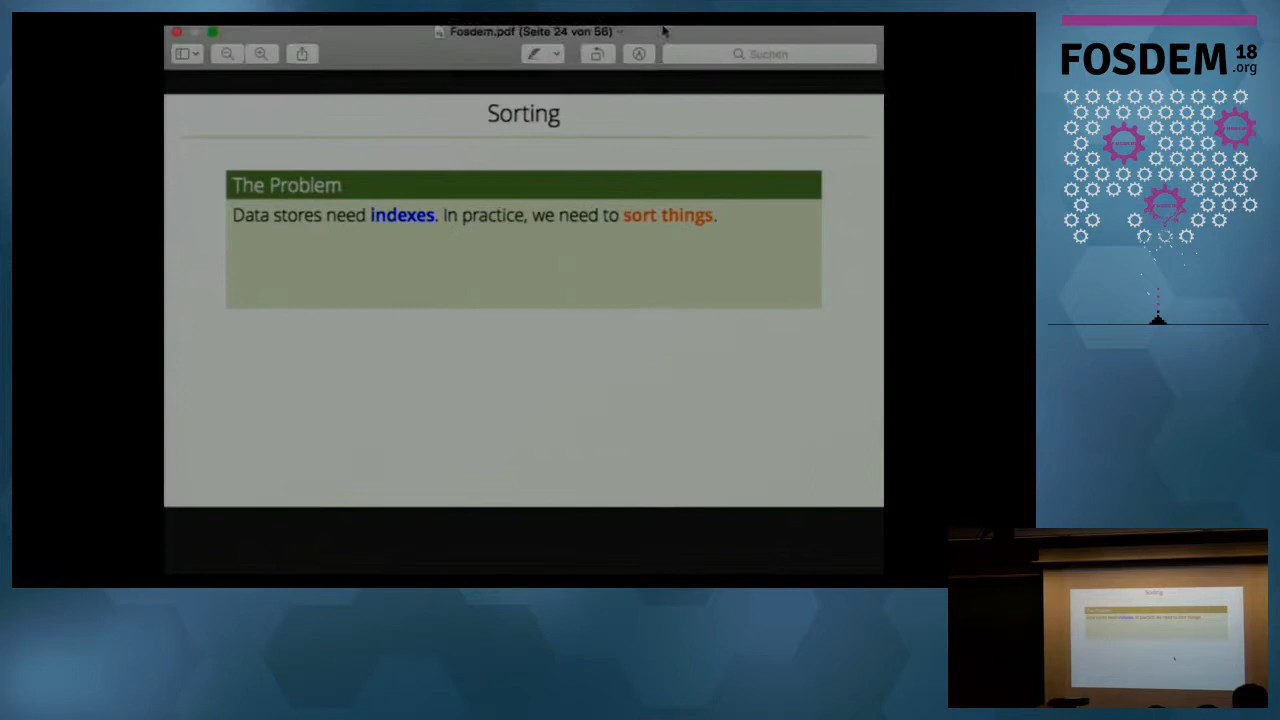 Fosdem.pdf (Seite 24 von 56)
Suchen
Sorting
The Problem
Data stores need indexes. In practice, we need to sort things.
FOSDEM 18
.org
Sorting